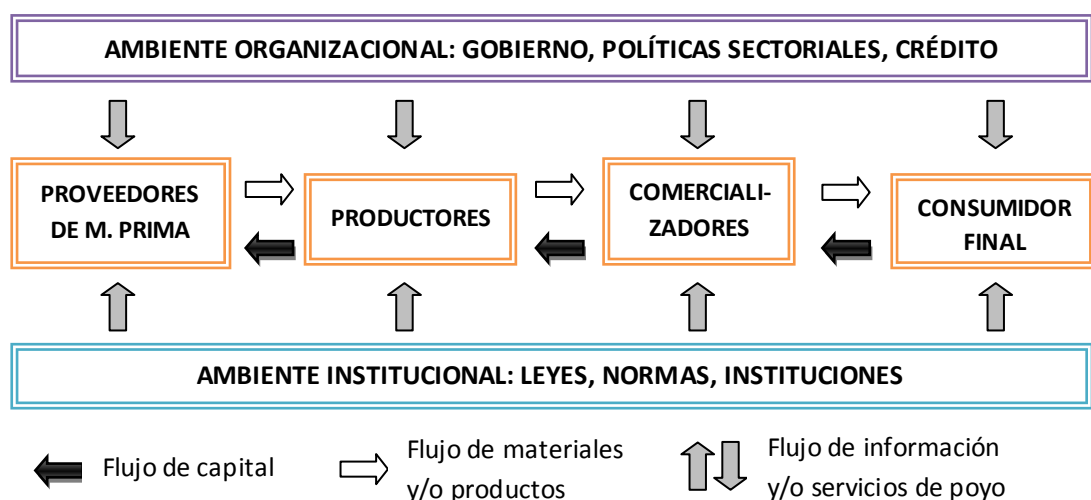 AMBIENTE ORGANIZACIONAL: GOBIERNO, POLÍTICAS SECTORIALES, CRÉDITO
PROVEEDORES
DE M. PRIMA
PRODUCTORES
COMERCIALI-
ZADORES
CONSUMIDOR
FINAL
AMBIENTE INSTITUCIONAL: LEYES, NORMAS, INSTITUCIONES
Flujo de capital
Flujo de materiales
y/o productos
Flujo de información
y/o servicios de poyo